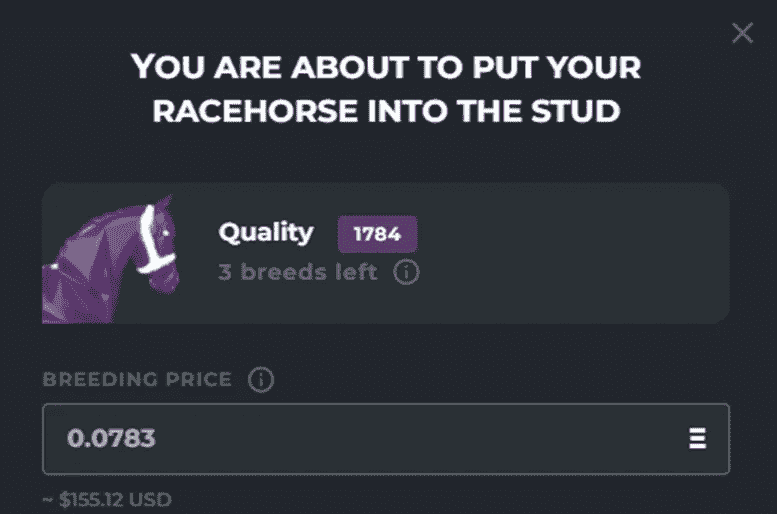 YOU ARE ABOUT TO PUT YOUR
RACEHORSE INTO THE STUD
Quality 1784
3 breeds left
BREEDING PRICE
0.0783
~ $155.12 USD